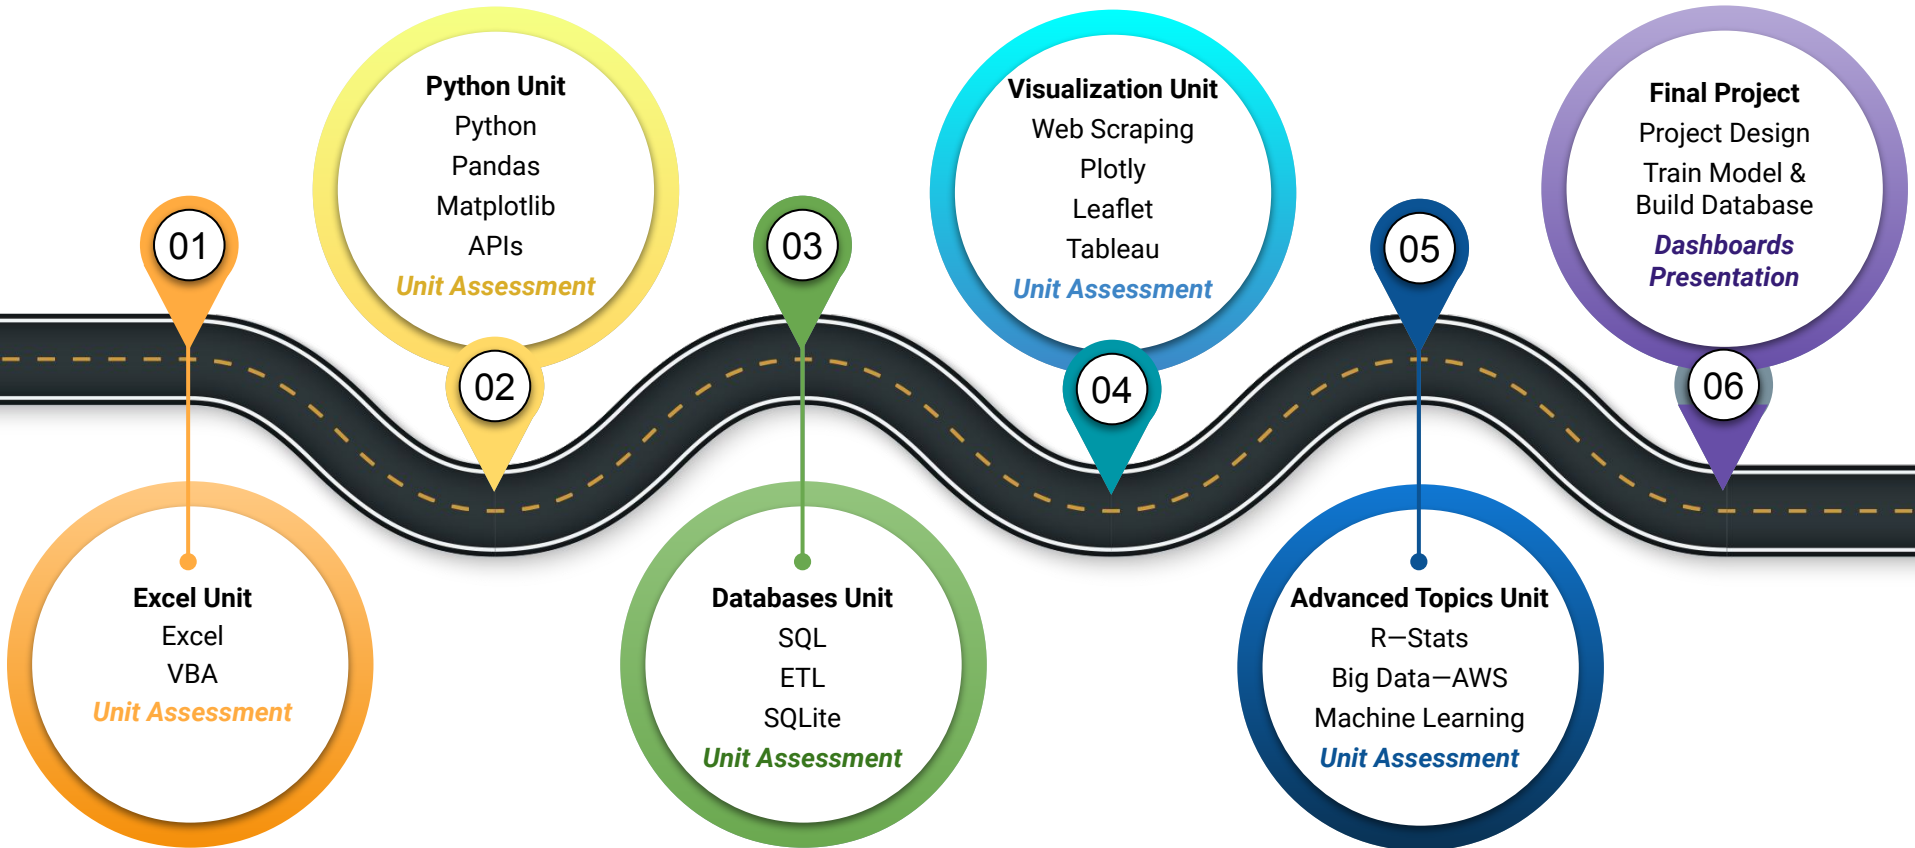 01
Excel Unit
Excel
VBA
Unit Assessment
02
Python Unit
Python
Pandas
Matplotlib
APIs
Unit Assessment
03
Databases Unit
SQL
ETL
SQLite
Unit Assessment
04
Visualization Unit
Web Scraping
Plotly
Leaflet
Tableau
Unit Assessment
05
Advanced Topics Unit
R—Stats
Big Data—AWS
Machine Learning
Unit Assessment
06
Final Project
Project Design
Train Model &
Build Database
Dashboards
Presentation